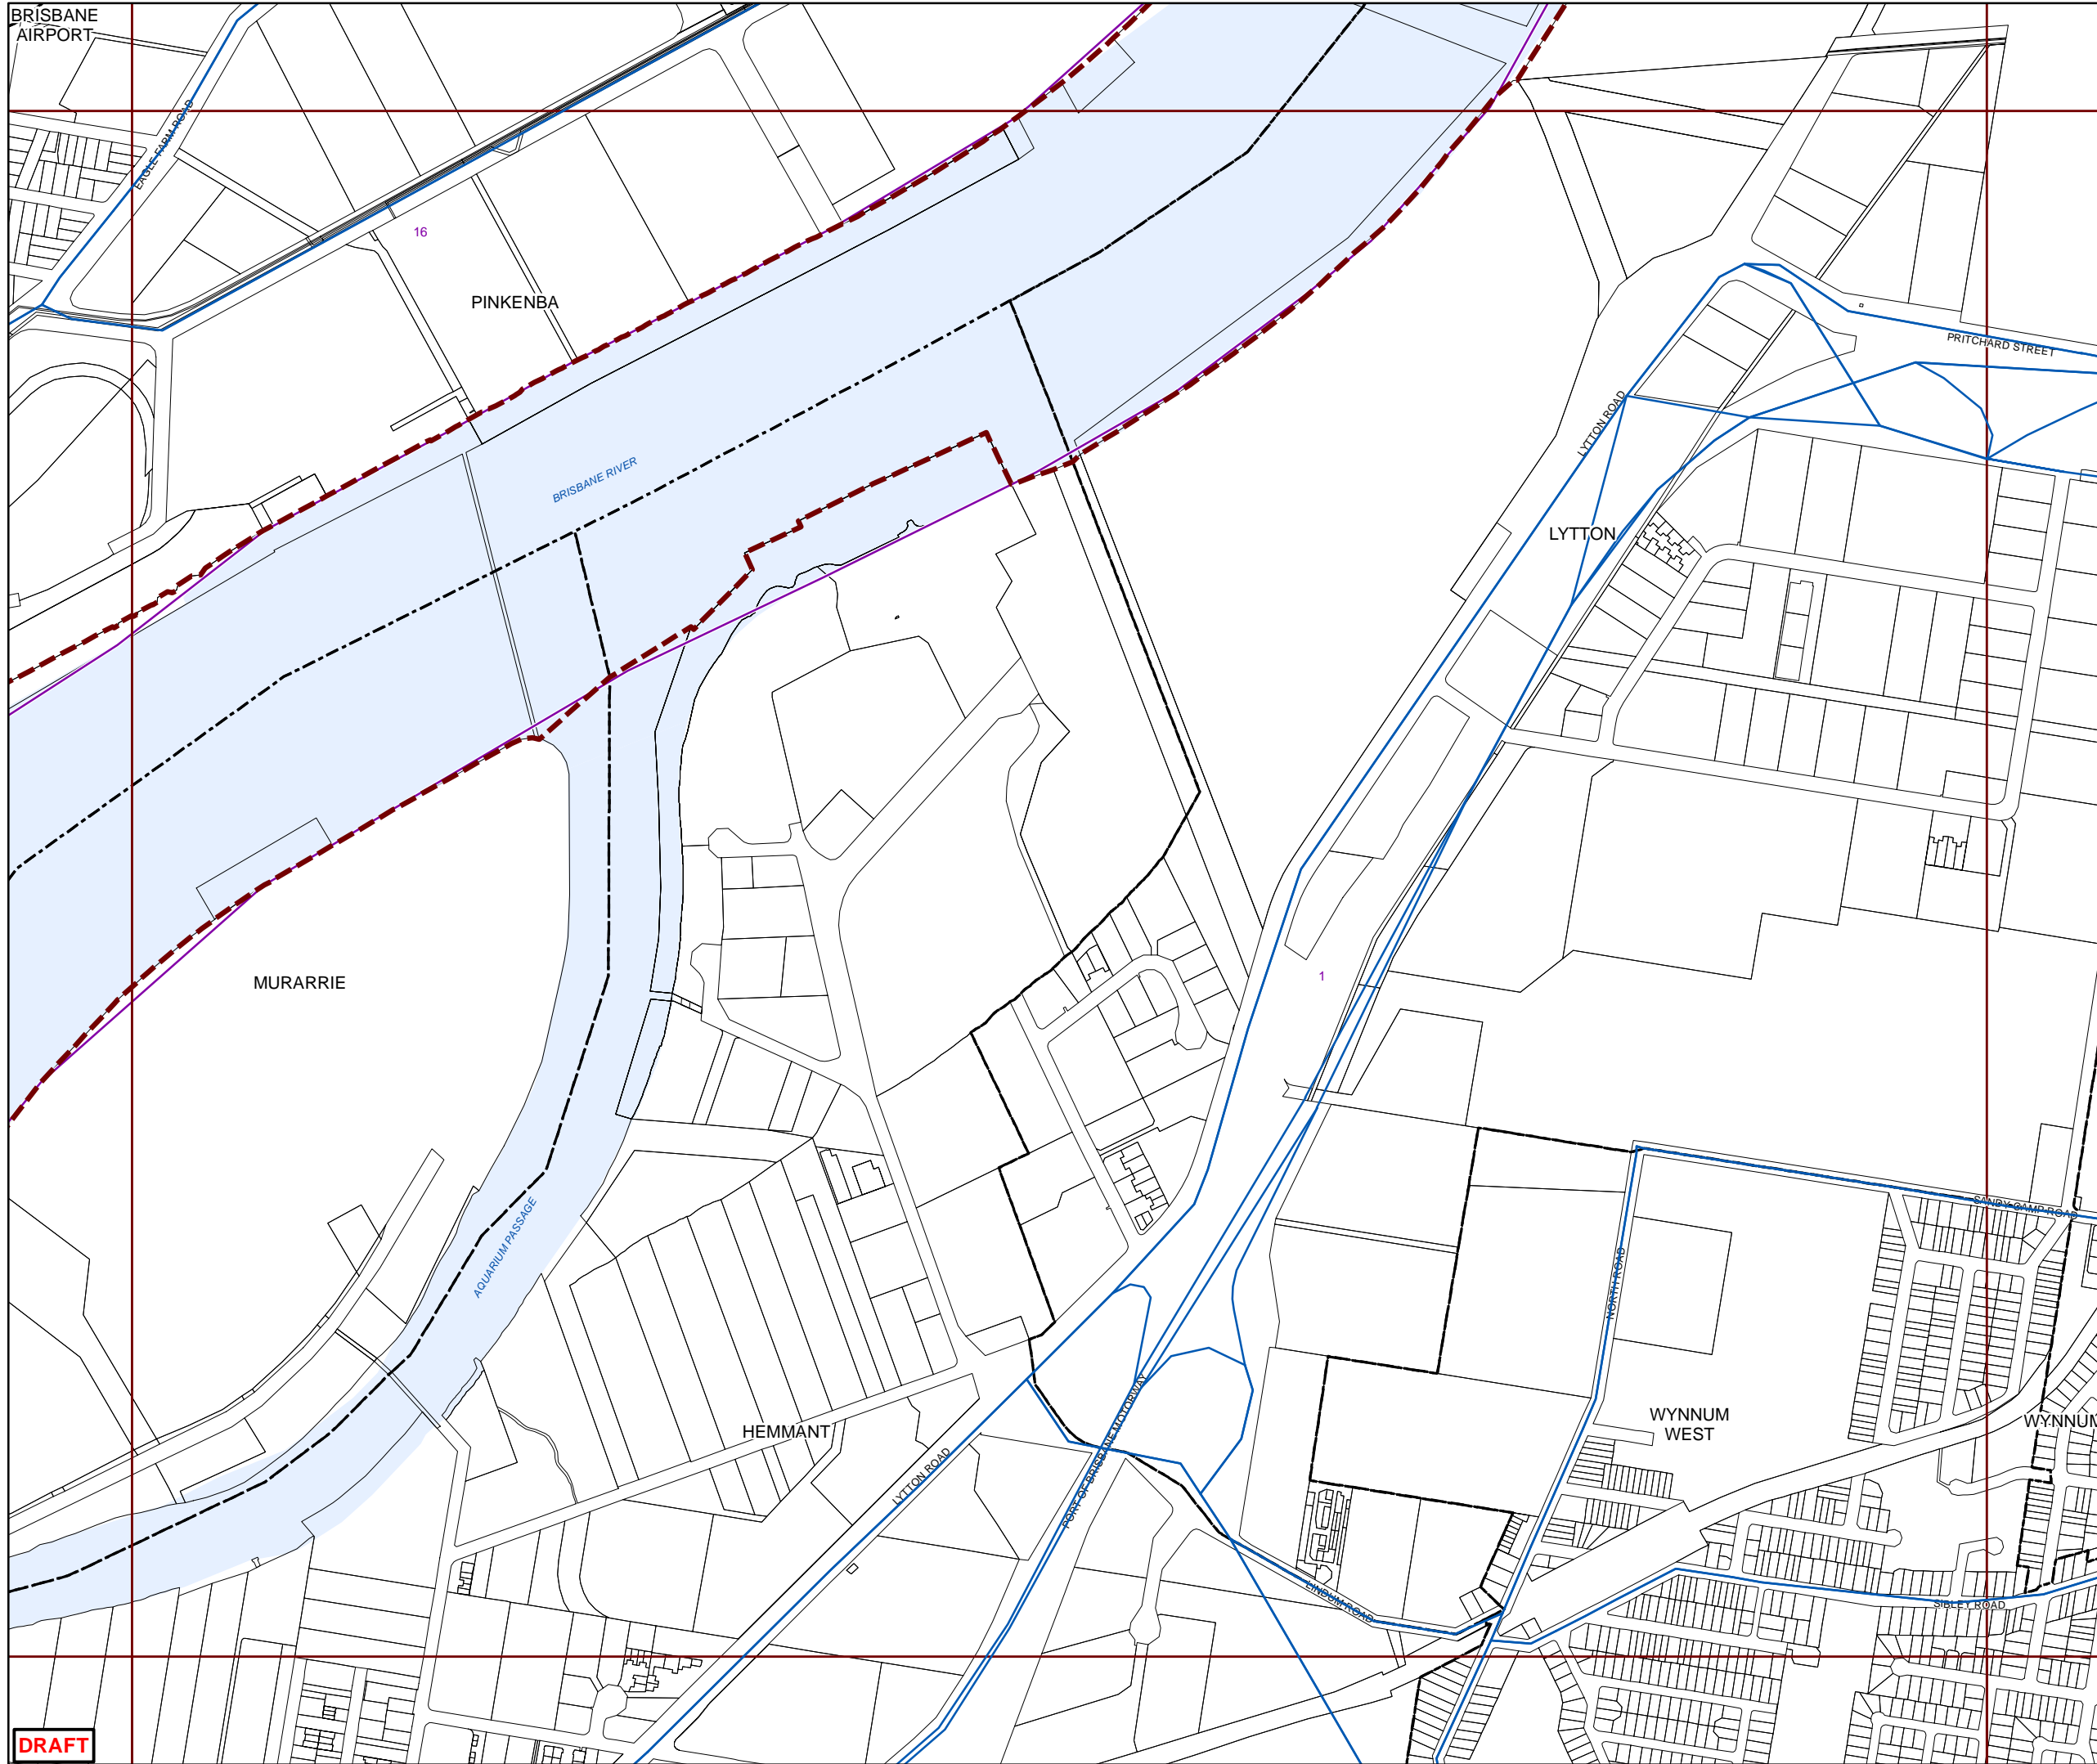 BRISBANE
AIRPORT
EAGLE FARM ROAD
16
PINKENBA
PRITCHARD STREET
LYTTON ROAD
BRISBANE RIVER
LYTTON
1
MURARRIE
SANDY CAMP ROAD
AQUARIUM PASSAGE
NORTH ROAD
HEMMANT
WYNNUM
WEST
WYNNUM
LYTTON ROAD
PORT OF BRISBANE MOTORWAY
LINDUM ROAD
SIBLEY ROAD
DRAFT